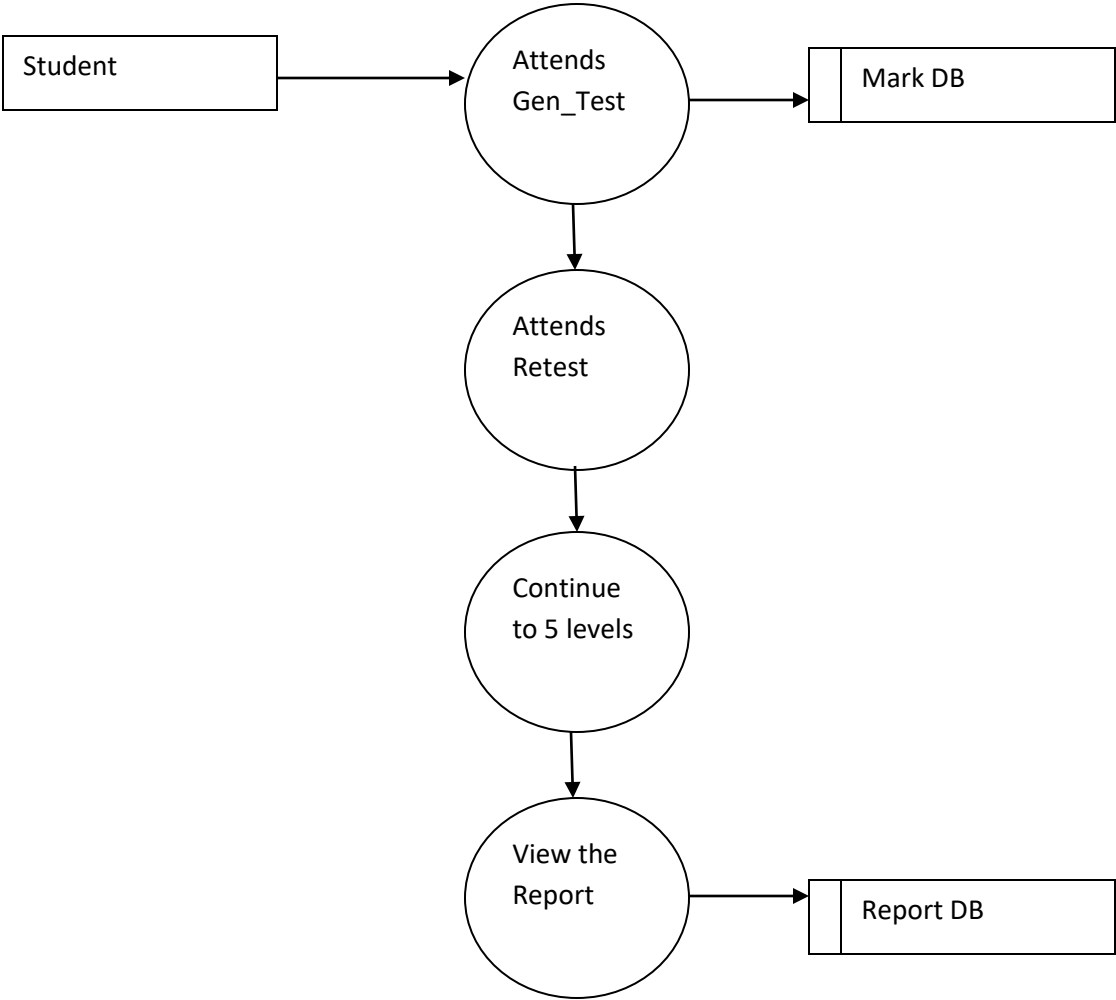 Student
Attends
Gen_Test
Mark DB
Attends
Retest
Continue
to 5 levels
View the
Report
Report DB